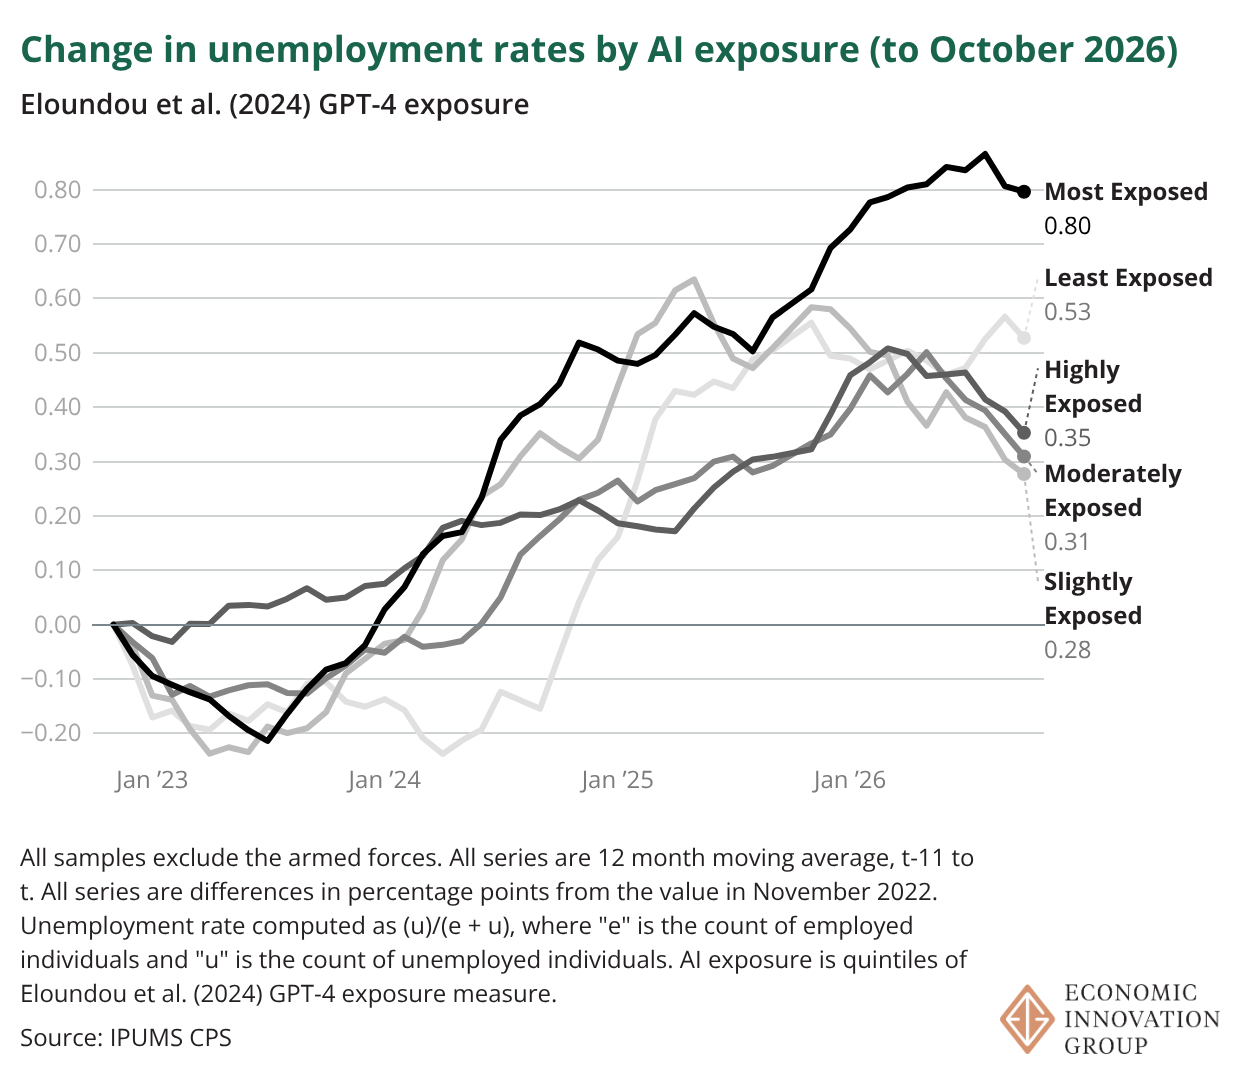 Change in unemployment rates by AI exposure (to October 2026)
Eloundou et al. (2024) GPT-4 exposure
0.80
0.70
0.60
0.50
0.40
0.30
0.20
0.10
0.00
−0.10
−0.20
Jan ’23
Jan ’24
Jan ’25
Jan ’26
Most Exposed
0.80
Least Exposed
0.53
Highly
Exposed
0.35
Moderately
Exposed
0.31
Slightly
Exposed
0.28
All samples exclude the armed forces. All series are 12 month moving average, t-11 to
t. All series are differences in percentage points from the value in November 2022.
Unemployment rate computed as (u)/(e + u), where "e" is the count of employed
individuals and "u" is the count of unemployed individuals. AI exposure is quintiles of
Eloundou et al. (2024) GPT-4 exposure measure.
Source: IPUMS CPS
ECONOMIC
INNOVATION
GROUP